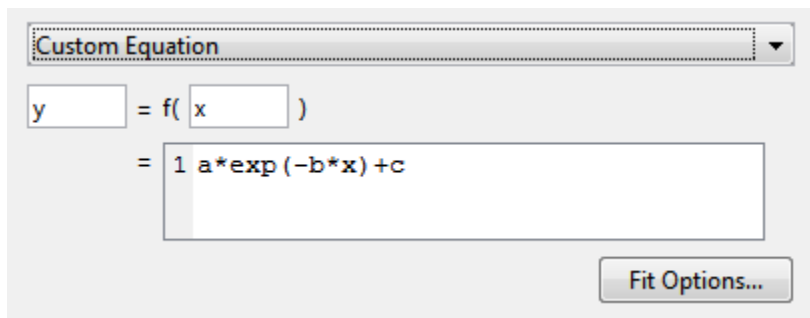 Custom Equation
y = f( x )
= 1 a*exp(-b*x)+c
Fit Options...